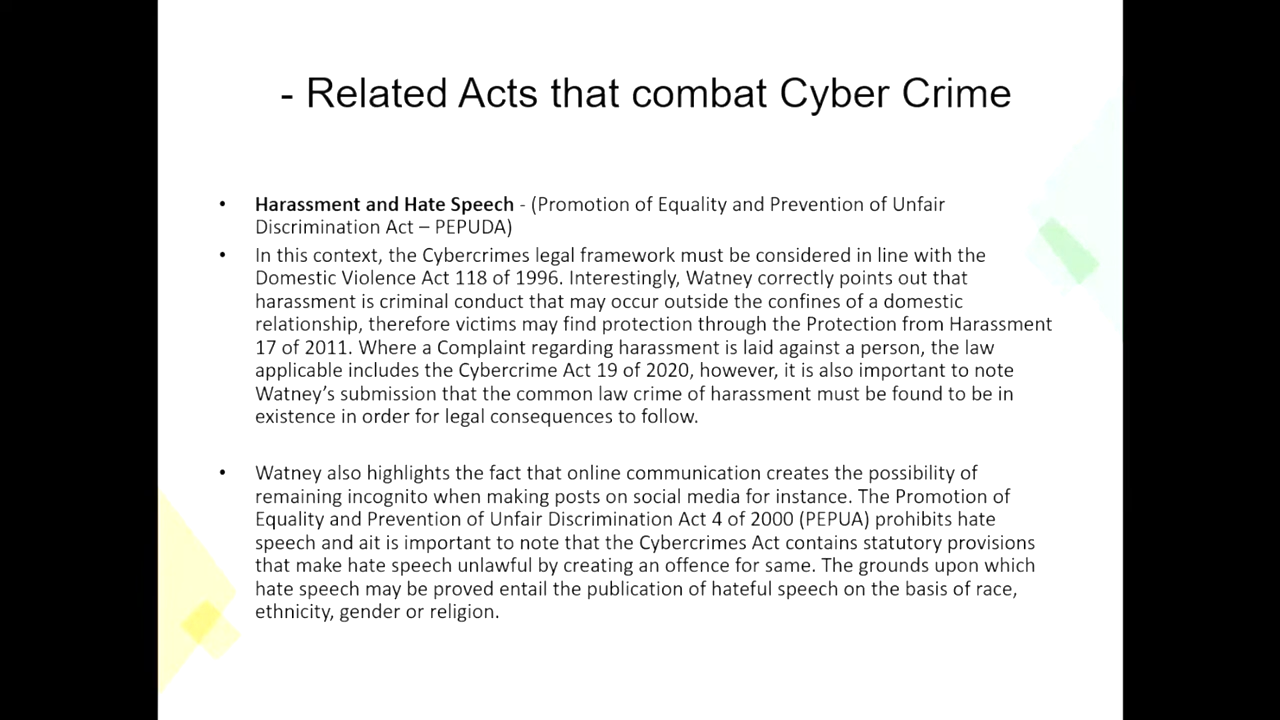 - Related Acts that combat Cyber Crime
• Harassment and Hate Speech - (Promotion of Equality and Prevention of Unfair
Discrimination Act – PEPUDA)
• In this context, the Cybercrimes legal framework must be considered in line with the
Domestic Violence Act 118 of 1996. Interestingly, Watney correctly points out that
harassment is criminal conduct that may occur outside the confines of a domestic
relationship, therefore victims may find protection through the Protection from Harassment
17 of 2011. Where a Complaint regarding harassment is laid against a person, the law
applicable includes the Cybercrime Act 19 of 2020, however, it is also important to note
Watney’s submission that the common law crime of harassment must be found to be in
existence in order for legal consequences to follow.
• Watney also highlights the fact that online communication creates the possibility of
remaining incognito when making posts on social media for instance. The Promotion of
Equality and Prevention of Unfair Discrimination Act 4 of 2000 (PEPUA) prohibits hate
speech and ait is important to note that the Cybercrimes Act contains statutory provisions
that make hate speech unlawful by creating an offence for same. The grounds upon which
hate speech may be proved entail the publication of hateful speech on the basis of race,
ethnicity, gender or religion.